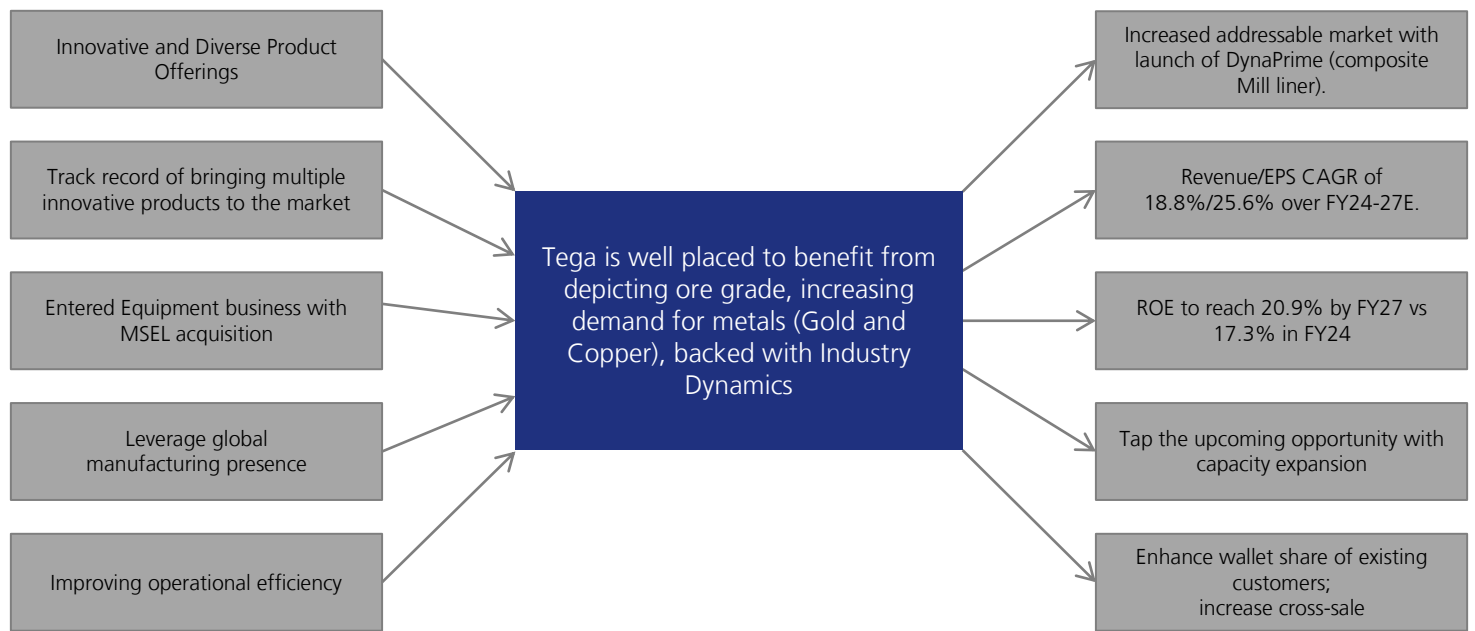 Innovative and Diverse Product
Offerings
Track record of bringing multiple
innovative products to the market
Entered Equipment business with
MSEL acquisition
Leverage global
manufacturing presence
Improving operational efficiency
Tega is well placed to benefit from
depicting ore grade, increasing
demand for metals (Gold and
Copper), backed with Industry
Dynamics
Increased addressable market with
launch of DynaPrime (composite
Mill liner).
Revenue/EPS CAGR of
18.8%/25.6% over FY24-27E.
ROE to reach 20.9% by FY27 vs
17.3% in FY24
Tap the upcoming opportunity with
capacity expansion
Enhance wallet share of existing
customers;
increase cross-sale